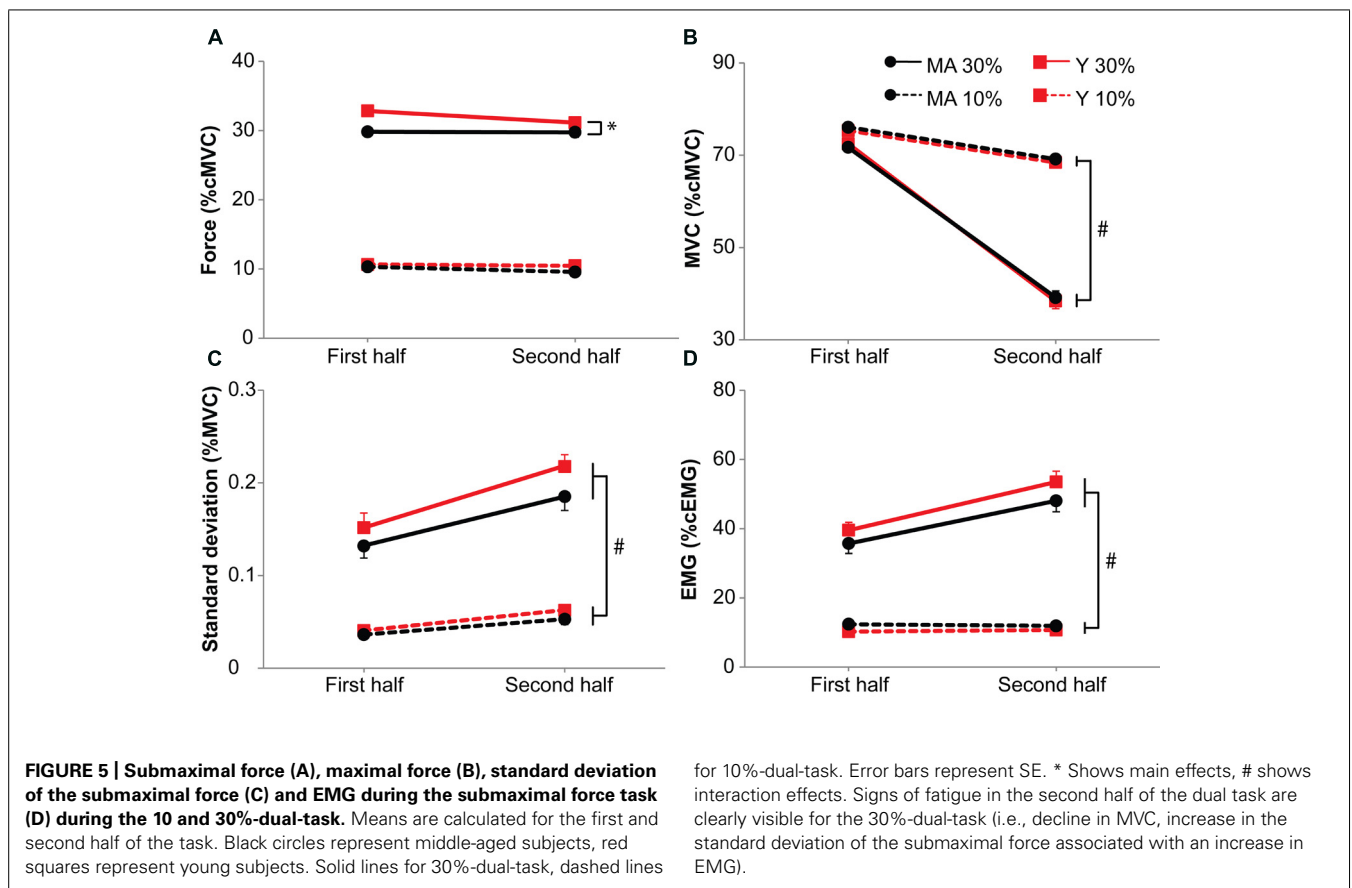 A
Force (%cMVC)
40
30
20
10
0
*
First half
Second half
B
MVC (%cMVC)
90
70
50
30
MA 30%
Y 30%
MA 10%
Y 10%
#
First half
Second half
C
Standard deviation (%MVC)
0.3
0.2
0.1
0
#
First half
Second half
D
EMG (%cEMG)
80
60
40
20
0
#
First half
Second half
FIGURE 5 | Submaximal force (A), maximal force (B), standard deviation
of the submaximal force (C) and EMG during the submaximal force task
(D) during the 10 and 30%-dual-task. Means are calculated for the first and
second half of the task. Black circles represent middle-aged subjects, red
squares represent young subjects. Solid lines for 30%-dual-task, dashed lines
for 10%-dual-task. Error bars represent SE. * Shows main effects, # shows
interaction effects. Signs of fatigue in the second half of the dual task are
clearly visible for the 30%-dual-task (i.e., decline in MVC, increase in the
standard deviation of the submaximal force associated with an increase in
EMG).